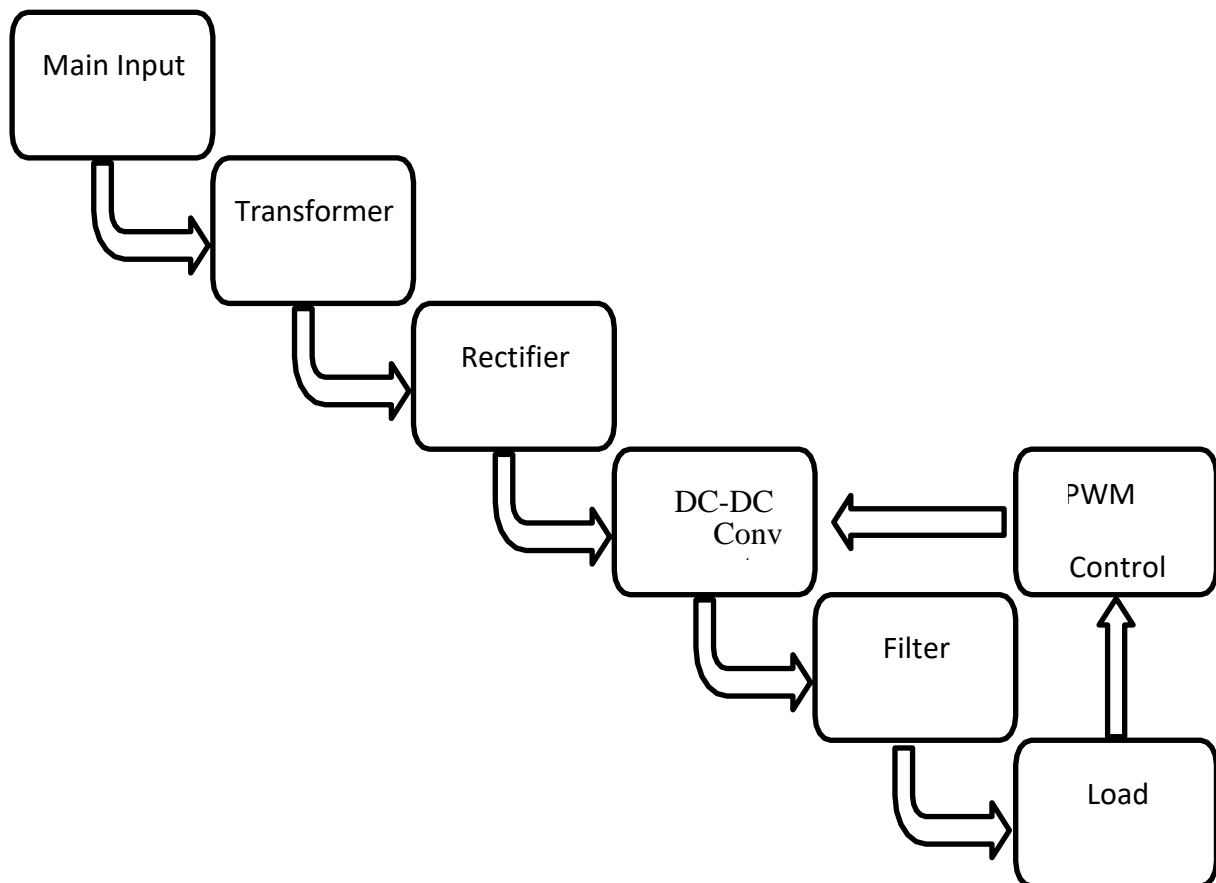 Main Input
Transformer
Rectifier
DC-DC
Conv
PWM
Control
Filter
Load